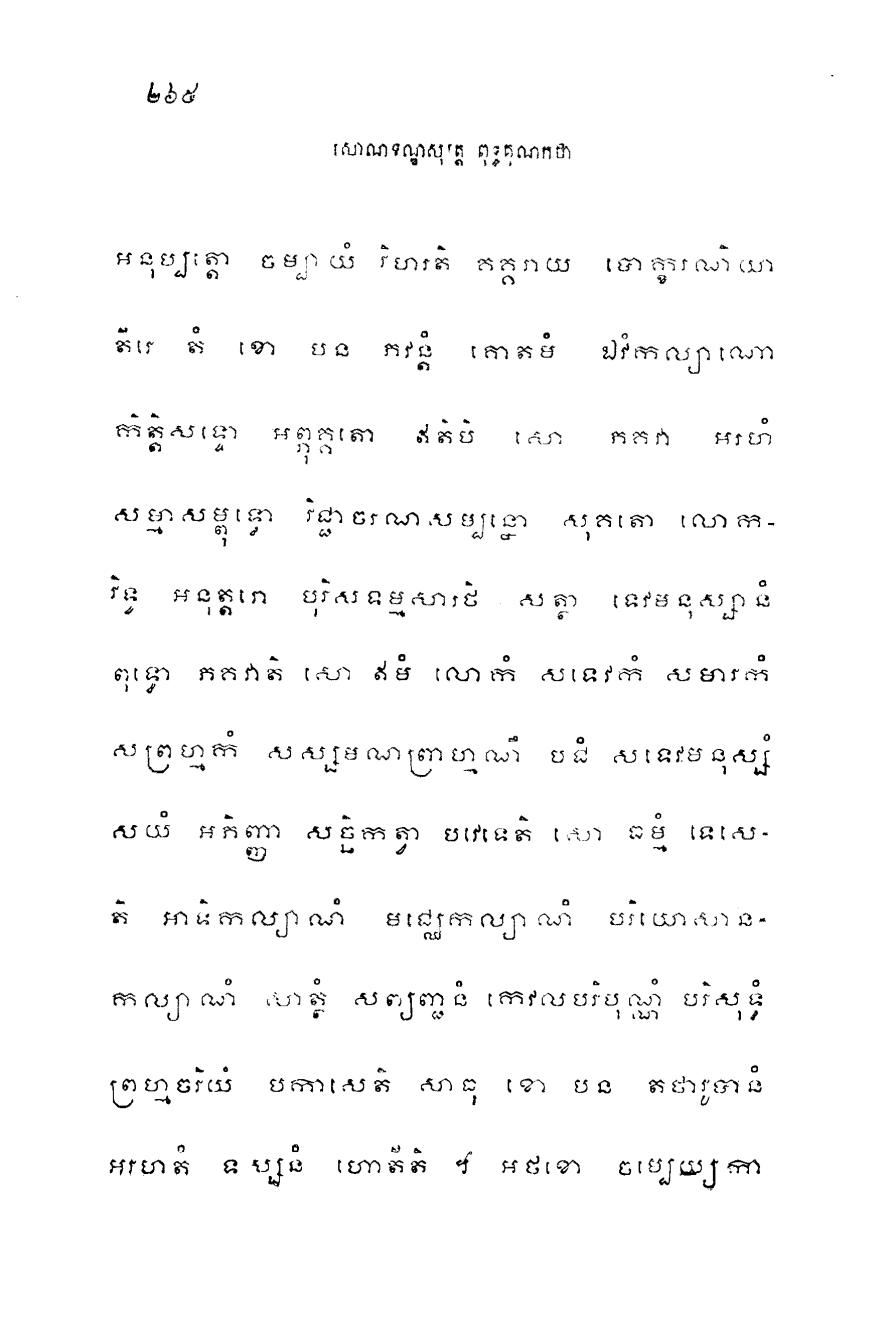 ២៦៥
សោណទណ្ឌសុត្តេ ពុទ្ធគុណកថា
អនុប្បត្តោ ចម្បាយំ វិហរតិ គគ្គរាយ បោក្ខរណិយា
តីរេ តំ ខោ បន ភវន្តំ គោតមំ ឯវំកល្យាណោ
កិត្តិសទ្ទោ អព្ភុគ្គតោ ឥតិបិ សោ ភគវា អរហំ
សម្មាសម្ពុទ្ធោ វិជ្ជាចរណសម្បន្នោ សុគតោ លោក-
វិទូ អនុត្តរោ បុរិសទម្មសារថិ សត្ថា ទេវមនុស្សានំ
ពុទ្ធោ ភគវាតិ សោ ឥមំ លោកំ សទេវកំ សមារកំ
សព្រហ្មកំ សស្សមណព្រាហ្មណឹ បជំ សទេវមនុស្សំ
សយំ អភិញ្ញា សច្ឆិកត្វា បវេទេតិ សោ ធម្មំ ទេសេ-
តិ អាទិកល្យាណំ មជ្ឈេកល្យាណំ បរិយោសាន-
កល្យាណំ សាត្ថំ សព្យញ្ជនំ កេវលបរិបុណ្ណំ បរិសុទ្ធំ
ព្រហ្មចរិយំ បកាសេតិ សាធុ ខោ បន តថារូបានំ
អរហតំ ទស្សនំ ហោតីតិ ។ អថខោ ចម្បេយ្យកា